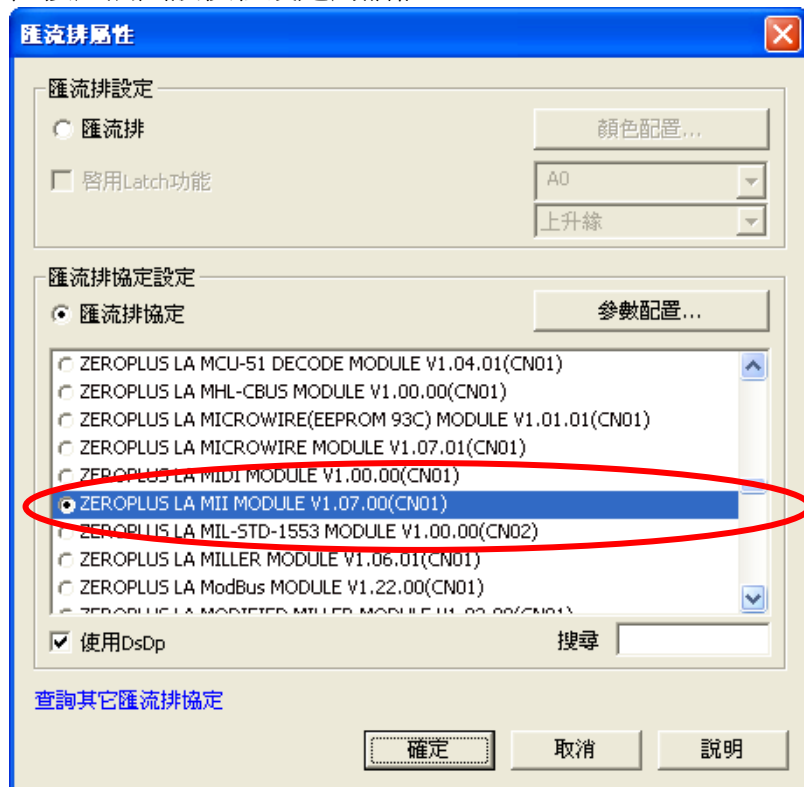 匯流排屬性
匯流排設定
匯流排
顏色配置...
啓用Latch功能
A0
上升緣
匯流排協定設定
匯流排協定
參數配置...
ZEROPLUS LA MCU-51 DECODE MODULE V1.04.01(CN01)
ZEROPLUS LA MHL-CBUS MODULE V1.00.00(CN01)
ZEROPLUS LA MICROWIRE(EEPROM 93C) MODULE V1.01.01(CN01)
ZEROPLUS LA MICROWIRE MODULE V1.07.01(CN01)
ZEROPLUS LA MIDI MODULE V1.00.00(CN01)
ZEROPLUS LA MII MODULE V1.07.00(CN01)
ZEROPLUS LA MIL-STD-1553 MODULE V1.00.00(CN02)
ZEROPLUS LA MILLER MODULE V1.06.01(CN01)
ZEROPLUS LA ModBus MODULE V1.22.00(CN01)
ZEROPLUS LA MODIFIED MILLER MODULE
使用DsDp
搜尋
查詢其它匯流排協定
確定
取消
說明